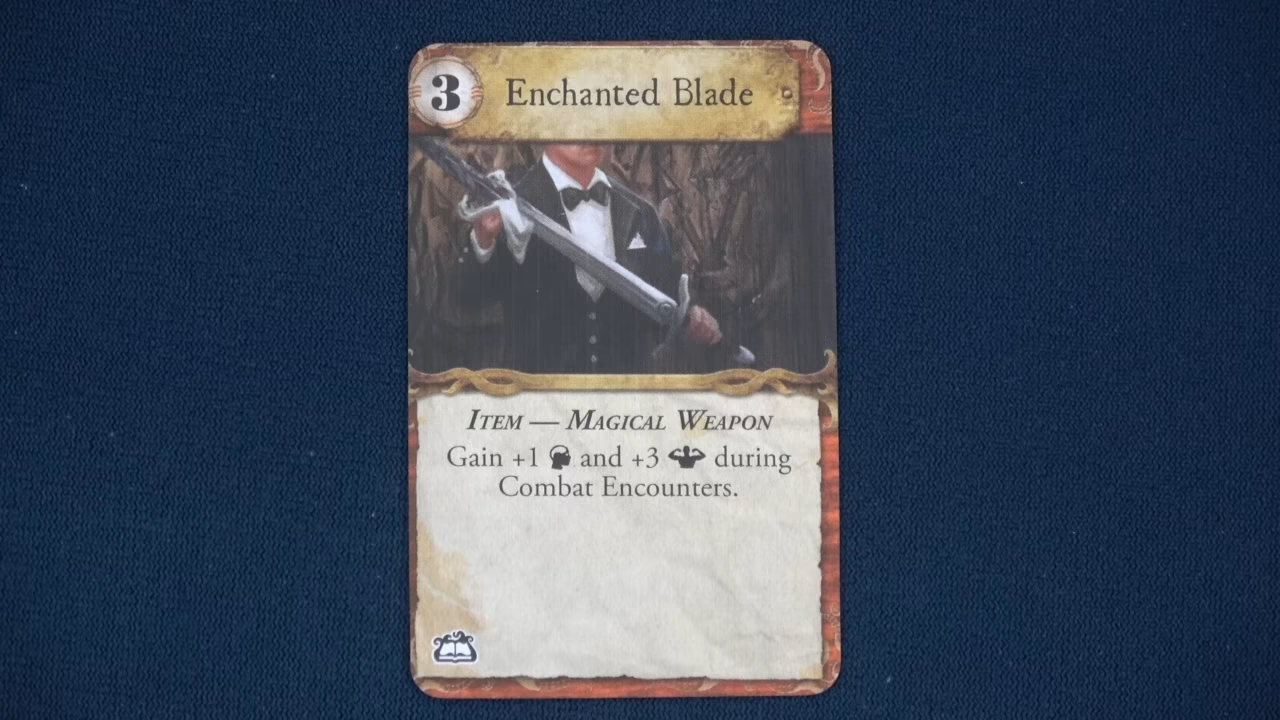 3 Enchanted Blade
Item — Magical Weapon
Gain +1 and +3 during
Combat Encounters.